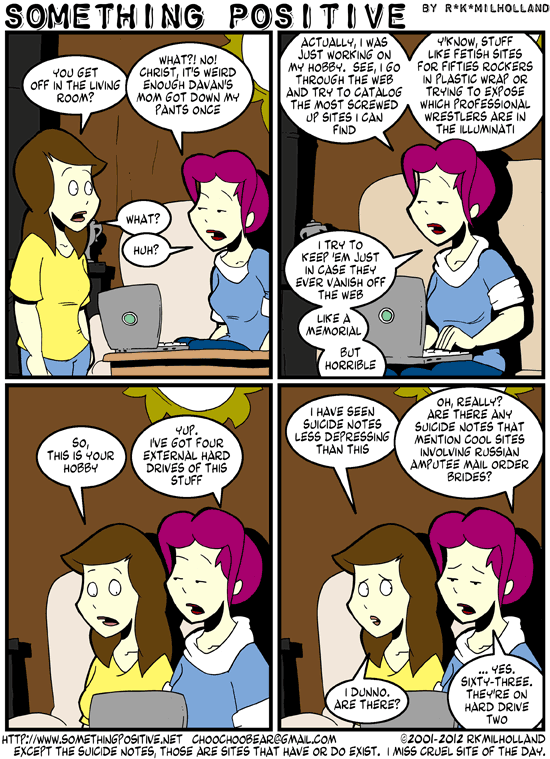 SOMETHING POSITIVE BY R*K*MILHOLLAND
YOU GET
OFF IN THE LIVING
ROOM?
WHAT?! NO!
CHRIST, IT'S WEIRD
ENOUGH DAVAN'S
MOM GOT DOWN MY
PANTS ONCE
WHAT?
HUH?
ACTUALLY, I WAS
JUST WORKING ON
MY HOBBY. SEE, I GO
THROUGH THE WEB
AND TRY TO CATALOG
THE MOST SCREWED
UP SITES I CAN
FIND
Y'KNOW, STUFF
LIKE FETISH SITES
FOR FIFTIES ROCKERS
IN PLASTIC WRAP OR
TRYING TO EXPOSE
WHICH PROFESSIONAL
WRESTLERS ARE IN
THE ILLUMINATI
I TRY TO
KEEP 'EM JUST
IN CASE THEY
EVER VANISH OFF
THE WEB
LIKE A
MEMORIAL
BUT
HORRIBLE
SO,
THIS IS YOUR
HOBBY
YUP.
I'VE GOT FOUR
EXTERNAL HARD
DRIVES OF THIS
STUFF
I HAVE SEEN
SUICIDE NOTES
LESS DEPRESSING
THAN THIS
OH, REALLY?
ARE THERE ANY
SUICIDE NOTES THAT
MENTION COOL SITES
INVOLVING RUSSIAN
AMPUTEE MAIL ORDER
BRIDES?
I DUNNO.
ARE THERE?
... YES.
SIXTY-THREE.
THEY'RE ON
HARD DRIVE
TWO
HTTP://WWW.SOMETHINGPOSITIVE.NET CHOOCHOOBEAR@GMAIL.COM ©2001-2012 RKMILHOLLAND
EXCEPT THE SUICIDE NOTES, THOSE ARE SITES THAT HAVE OR DO EXIST. I MISS CRUEL SITE OF THE DAY.